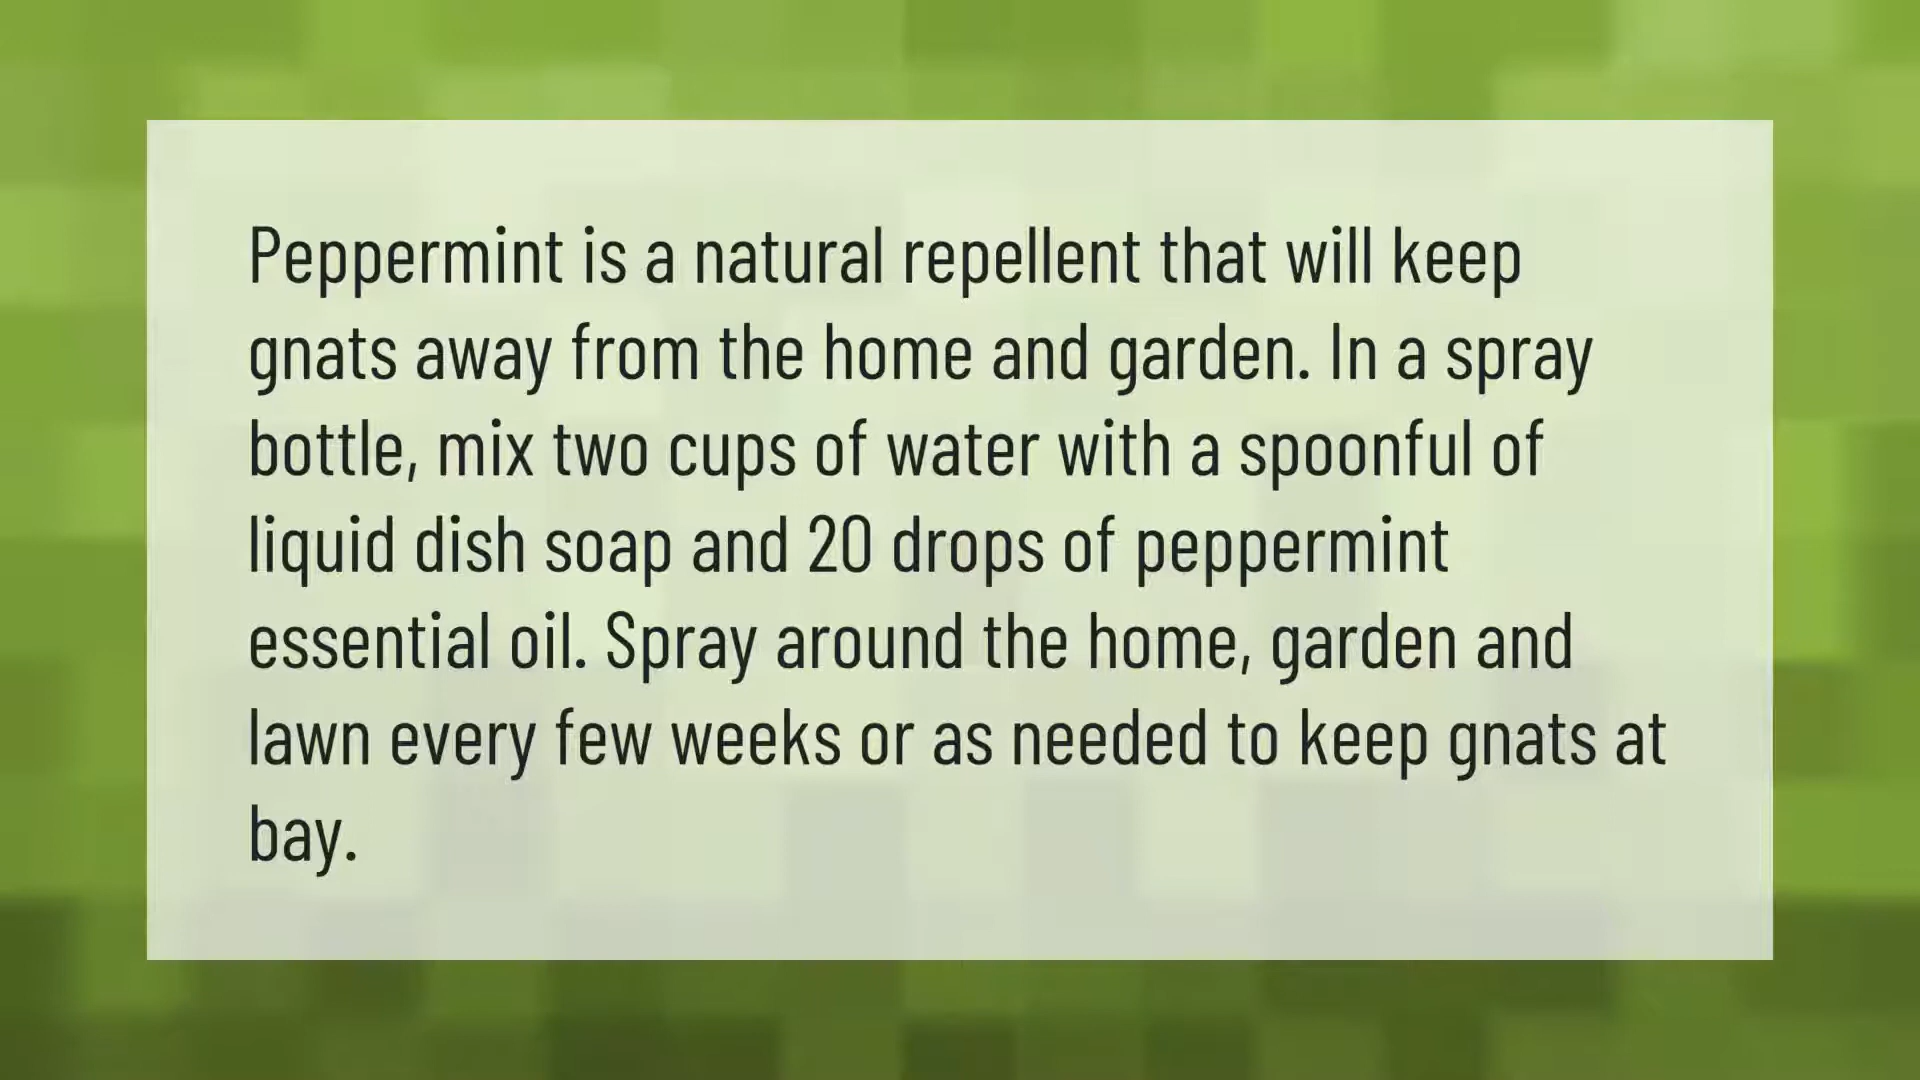 Peppermint is a natural repellent that will keep
gnats away from the home and garden. In a spray
bottle, mix two cups of water with a spoonful of
liquid dish soap and 20 drops of peppermint
essential oil. Spray around the home, garden and
lawn every few weeks or as needed to keep gnats at
bay.